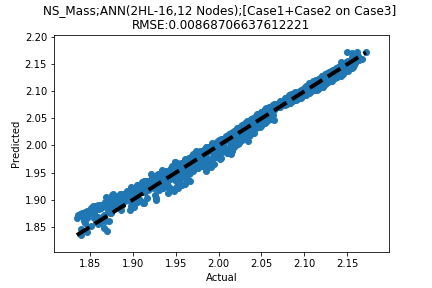 NS_Mass;ANN(2HL-16,12 Nodes);[Case1+Case2 on Case3]
RMSE:0.00868706637612221
2.20
2.15
2.10
2.05
2.00
1.95
1.90
1.85
Predicted
1.85 1.90 1.95 2.00 2.05 2.10 2.15
Actual